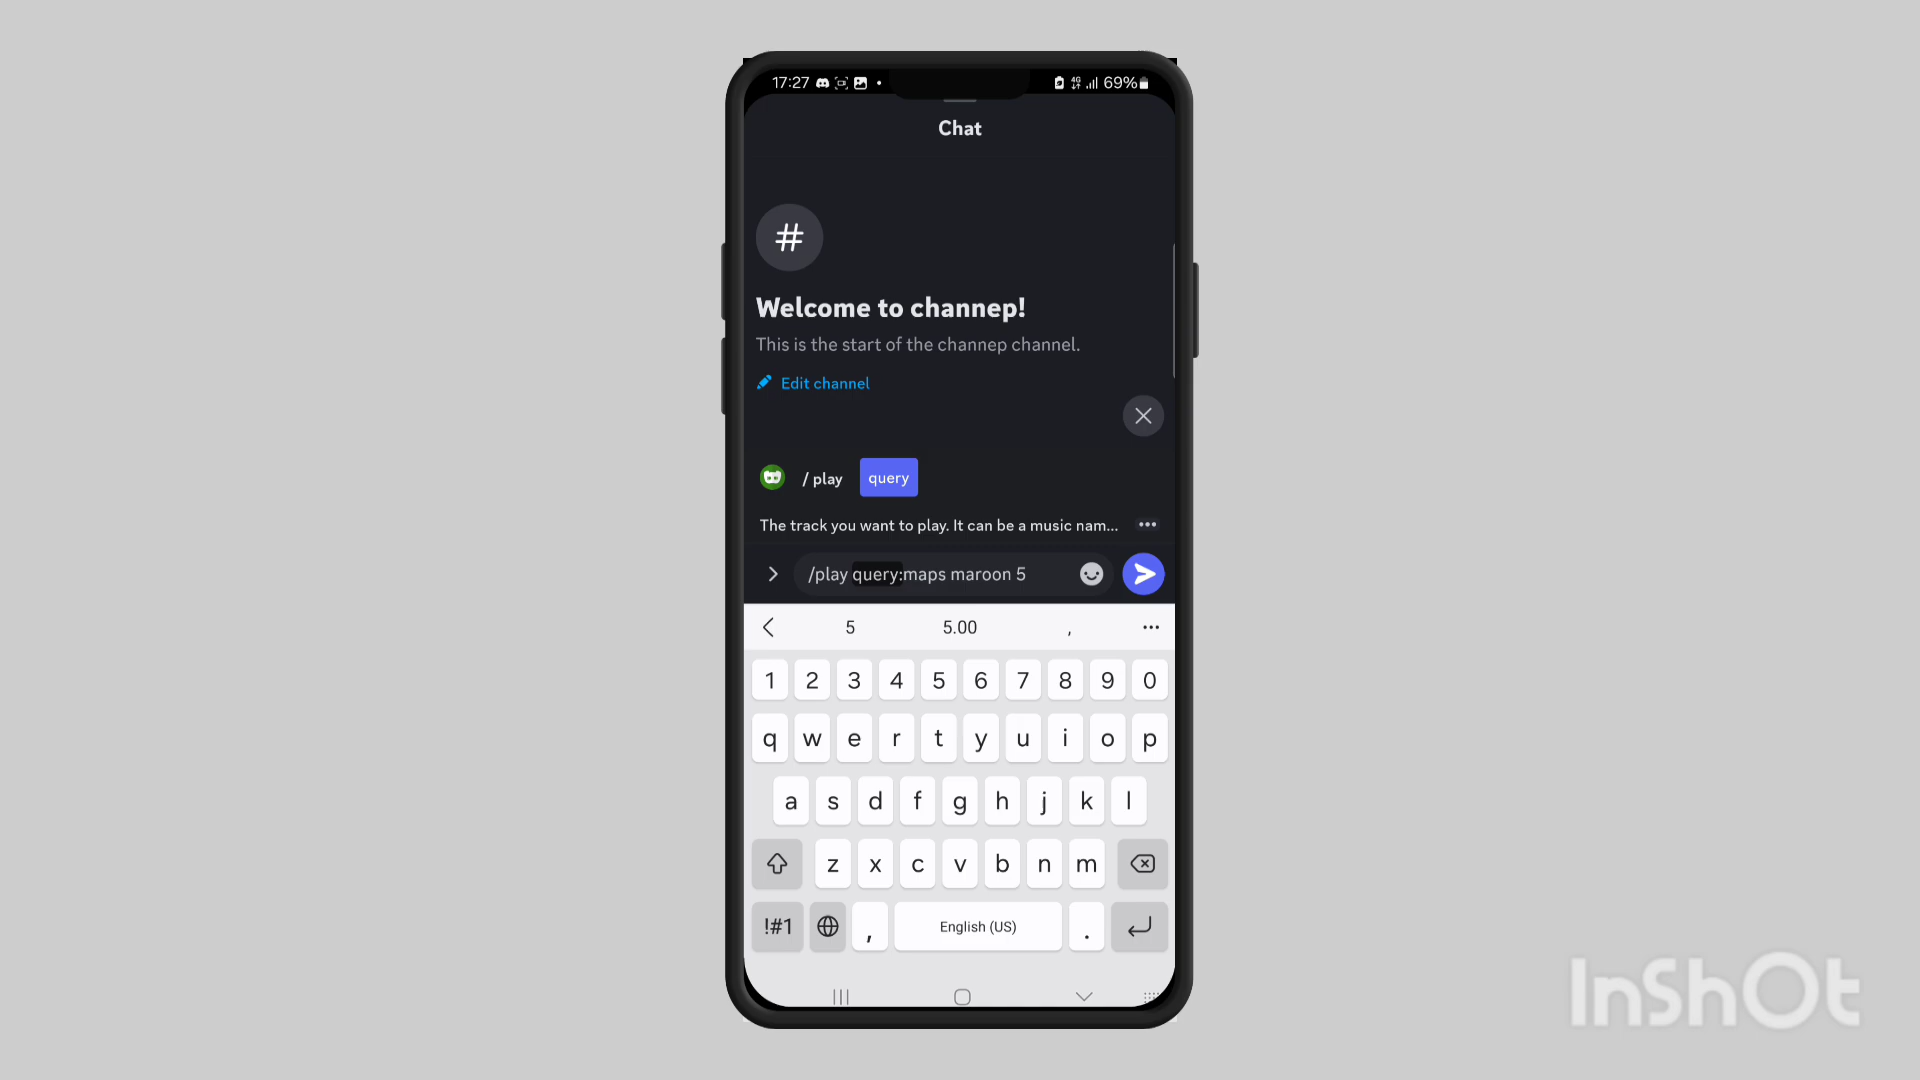 17:27 4G 69%
Chat
#
Welcome to channep!
This is the start of the channep channel.
Edit channel
/ play query
The track you want to play. It can be a music nam...
/play query:maps maroon 5
5 5.00 ,
1 2 3 4 5 6 7 8 9 0
q w e r t y u i o p
a s d f g h j k l
z x c v b n m
!#1 , English (US) .
InShOt